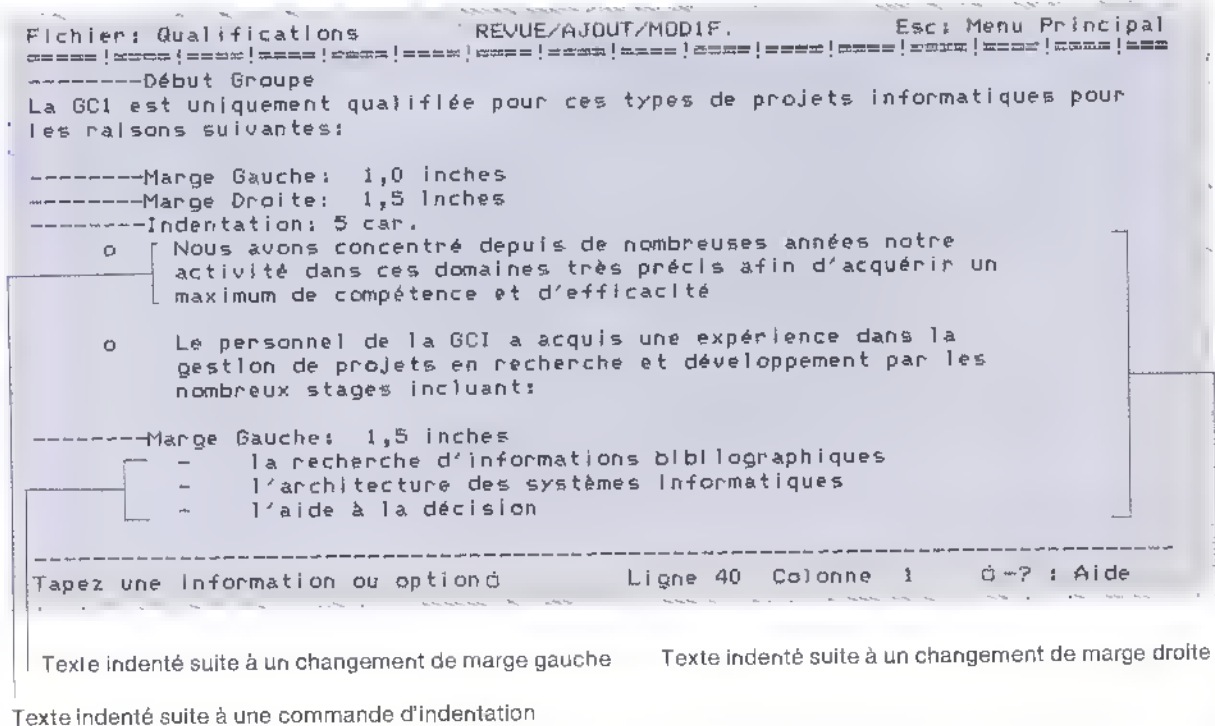 Fichier: Qualifications REVUE/AJOUT/MODIF. Esc: Menu Principal
=====!====!====!====!====!====!====!====!====!====!====!====!====!====!====!===
--------Début Groupe
La GCI est uniquement qualifiée pour ces types de projets informatiques pour
les raisons suivantes:
--------Marge Gauche: 1,0 inches
--------Marge Droite: 1,5 inches
--------Indentation: 5 car.
o Nous avons concentré depuis de nombreuses années notre
activité dans ces domaines très précis afin d'acquérir un
maximum de compétence et d'efficacité
o Le personnel de la GCI a acquis une expérience dans la
gestion de projets en recherche et développement par les
nombreux stages incluant:
--------Marge Gauche: 1,5 inches
- la recherche d'informations bibliographiques
- l'architecture des systèmes informatiques
- l'aide à la décision
--------------------------------------------------------------------------------
Tapez une information ou option ċ Ligne 40 Colonne 1 ċ-? : Aide
Texte indenté suite à un changement de marge gauche Texte indenté suite à un changement de marge droite
Texte indenté suite à une commande d'indentation